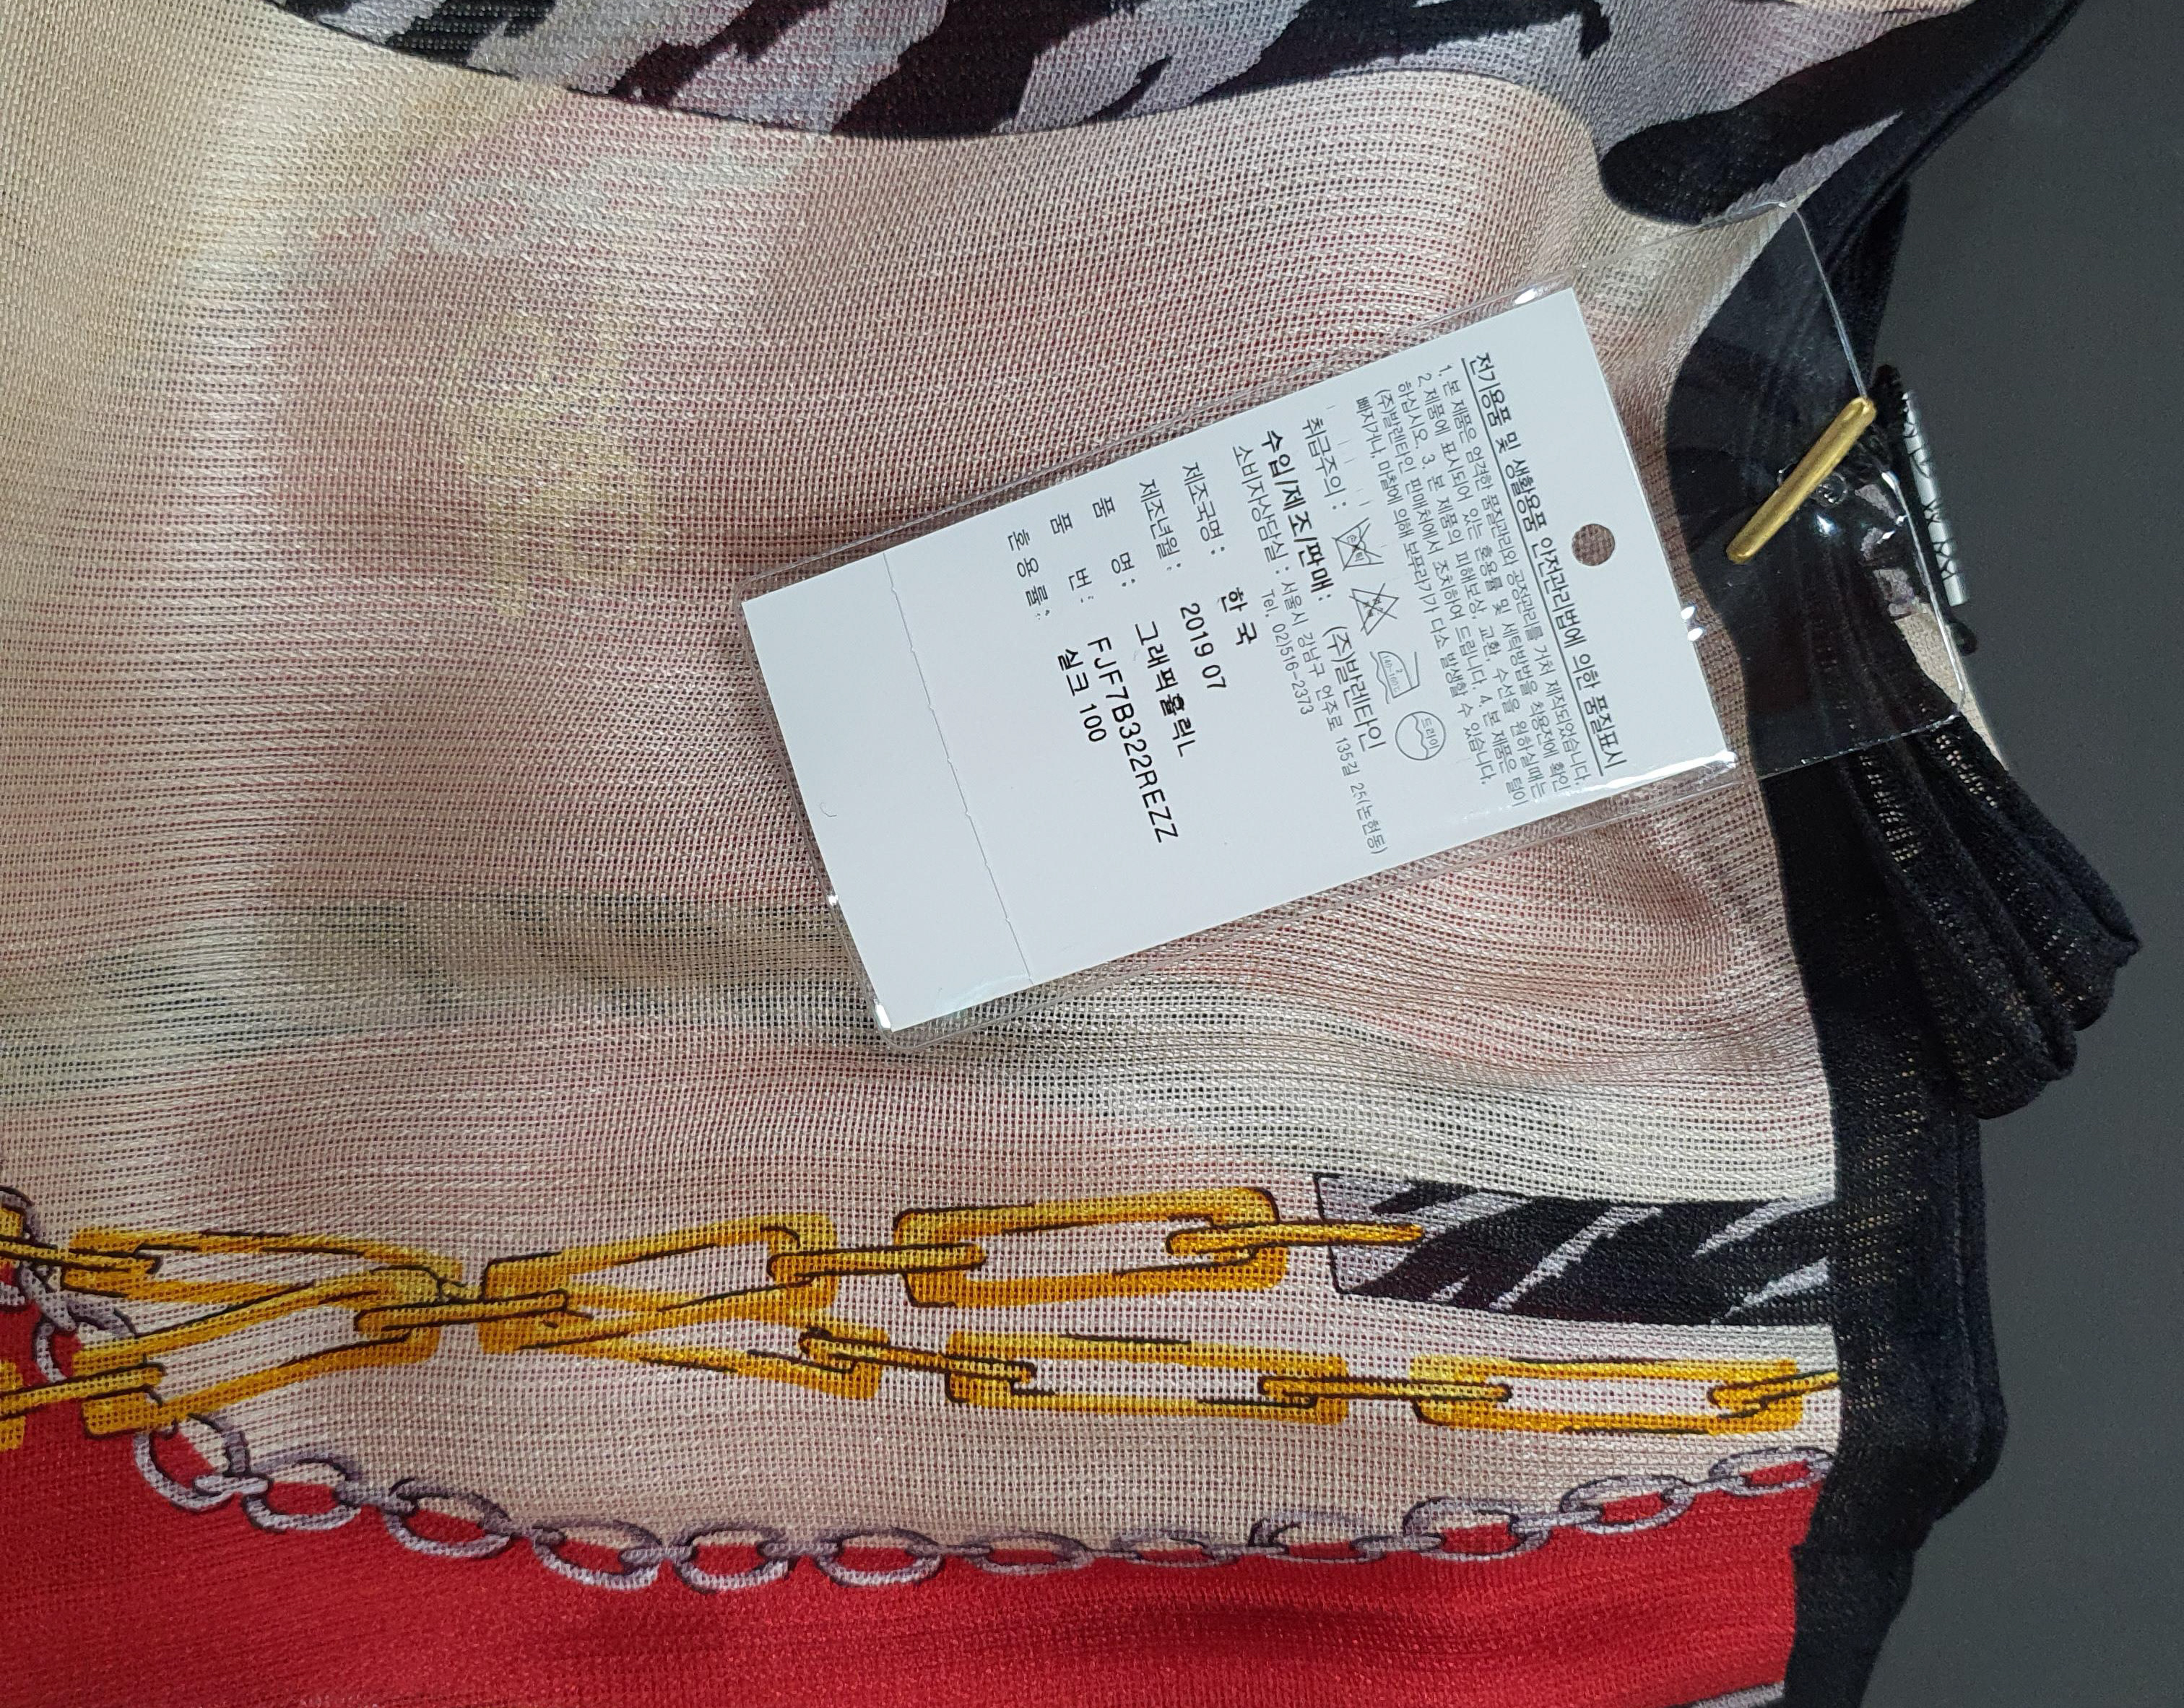 전기용품 및 생활용품 안전관리법에 의한 품질표시
1. 본 제품은 엄격한 품질관리와 공정관리를 거쳐 제작되었습니다.
2. 제품에 표시되어 있는 혼용률 및 세탁방법을 착용전에 확인
하십시오. 3. 본 제품의 피해보상, 교환, 수선을 원하실때는
(주)발렌타인 판매처에서 조치하여 드립니다. 4. 본 제품은 털이
빠지거나, 마찰에 의해 보푸라기가 다소 발생할 수 있습니다.
취급주의 : 드라이
수입/제조/판매: (주)발렌타인
소비자상담실 : 서울시 강남구 언주로 135길 25(논현동)
Tel. 02)516-2373
제조국명 : 한 국
제조년월: 2019 07
품 명: 그래픽홀릭L
품 번: FJF7B322REZZ
혼 용 률: 실크 100